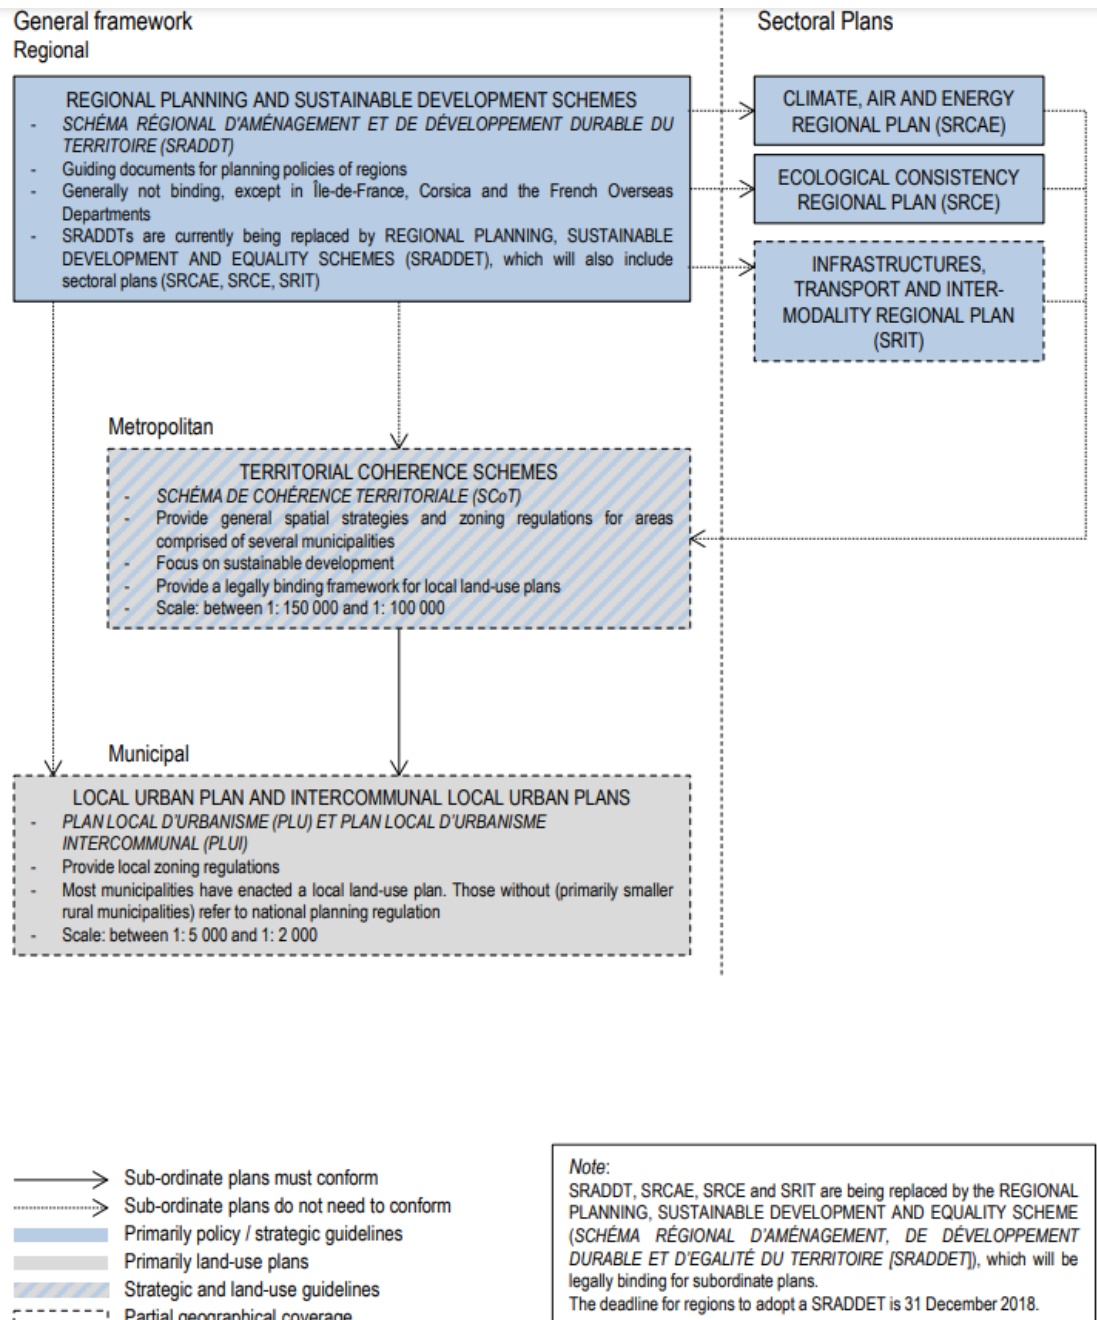 General framework
Regional
REGIONAL PLANNING AND SUSTAINABLE DEVELOPMENT SCHEMES
- SCHÉMA RÉGIONAL D'AMÉNAGEMENT ET DE DÉVELOPPEMENT DURABLE DU
TERRITOIRE (SRADDT)
- Guiding documents for planning policies of regions
- Generally not binding, except in Île-de-France, Corsica and the French Overseas
Departments
- SRADDTs are currently being replaced by REGIONAL PLANNING, SUSTAINABLE
DEVELOPMENT AND EQUALITY SCHEMES (SRADDET), which will also include
sectoral plans (SRCAE, SRCE, SRIT)
Sectoral Plans
CLIMATE, AIR AND ENERGY
REGIONAL PLAN (SRCAE)
ECOLOGICAL CONSISTENCY
REGIONAL PLAN (SRCE)
INFRASTRUCTURES,
TRANSPORT AND INTER-
MODALITY REGIONAL PLAN
(SRIT)
Metropolitan
TERRITORIAL COHERENCE SCHEMES
- SCHÉMA DE COHÉRENCE TERRITORIALE (SCoT)
- Provide general spatial strategies and zoning regulations for areas
comprised of several municipalities
- Focus on sustainable development
- Provide a legally binding framework for local land-use plans
- Scale: between 1: 150 000 and 1: 100 000
Municipal
LOCAL URBAN PLAN AND INTERCOMMUNAL LOCAL URBAN PLANS
- PLAN LOCAL D'URBANISME (PLU) ET PLAN LOCAL D'URBANISME
INTERCOMMUNAL (PLUI)
- Provide local zoning regulations
- Most municipalities have enacted a local land-use plan. Those without (primarily smaller
rural municipalities) refer to national planning regulation
- Scale: between 1: 5 000 and 1: 2 000
Sub-ordinate plans must conform
Sub-ordinate plans do not need to conform
Primarily policy / strategic guidelines
Primarily land-use plans
Strategic and land-use guidelines
Partial geographical coverage
Note:
SRADDT, SRCAE, SRCE and SRIT are being replaced by the REGIONAL
PLANNING, SUSTAINABLE DEVELOPMENT AND EQUALITY SCHEME
(SCHÉMA RÉGIONAL D'AMÉNAGEMENT, DE DÉVELOPPEMENT
DURABLE ET D'EGALITÉ DU TERRITOIRE [SRADDET]), which will be
legally binding for subordinate plans.
The deadline for regions to adopt a SRADDET is 31 December 2018.